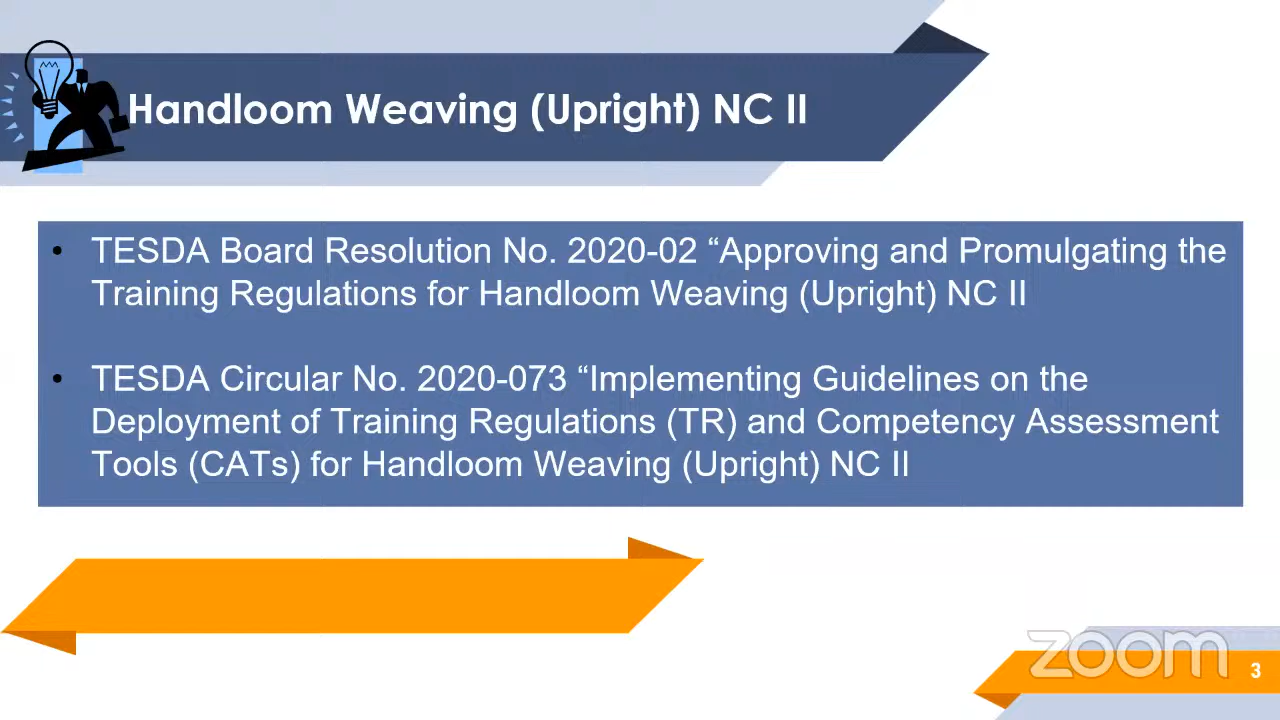 Handloom Weaving (Upright) NC II
• TESDA Board Resolution No. 2020-02 “Approving and Promulgating the
Training Regulations for Handloom Weaving (Upright) NC II
• TESDA Circular No. 2020-073 “Implementing Guidelines on the
Deployment of Training Regulations (TR) and Competency Assessment
Tools (CATs) for Handloom Weaving (Upright) NC II
zoom
3